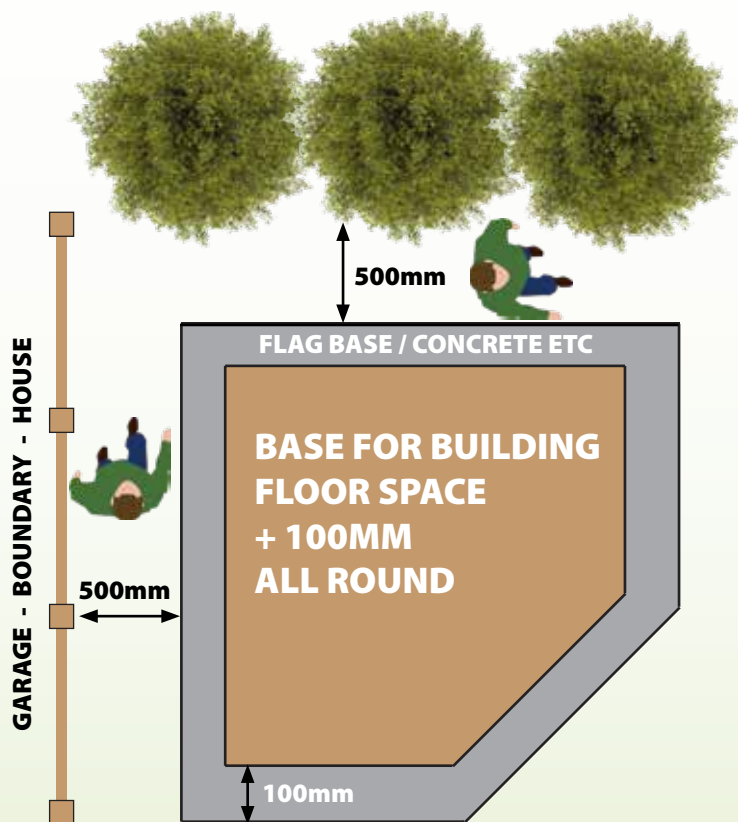 500mm
FLAG BASE / CONCRETE ETC
GARAGE - BOUNDARY - HOUSE
BASE FOR BUILDING
FLOOR SPACE
+ 100MM
ALL ROUND
500mm
100mm